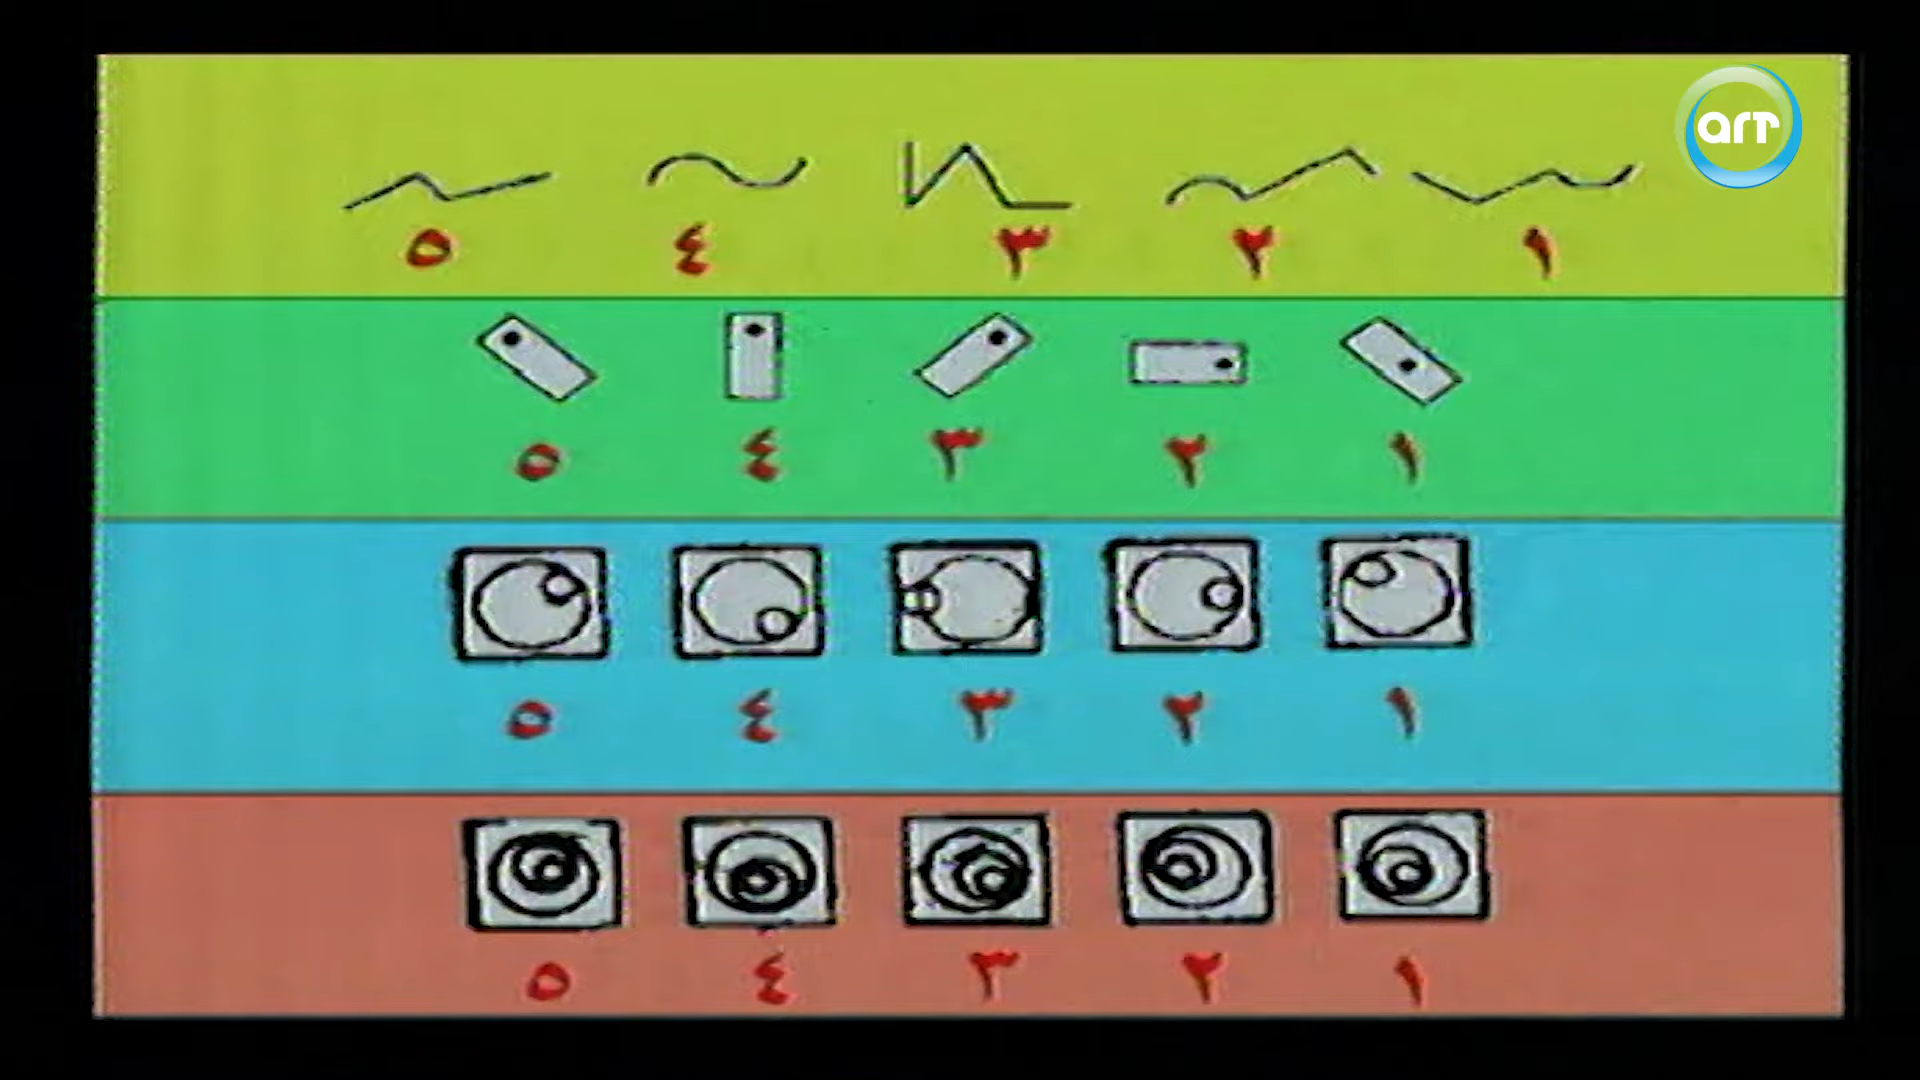 art
١ ٢ ٣ ٤ ٥
١ ٢ ٣ ٤ ٥
١ ٢ ٣ ٤ ٥
١ ٢ ٣ ٤ ٥